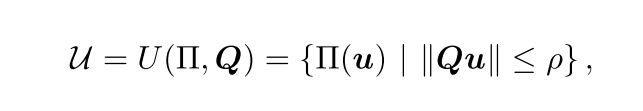 𝒰 = U(Π, 𝑸) = {Π(𝒖) | ‖𝑸𝒖‖ ≤ ρ} ,